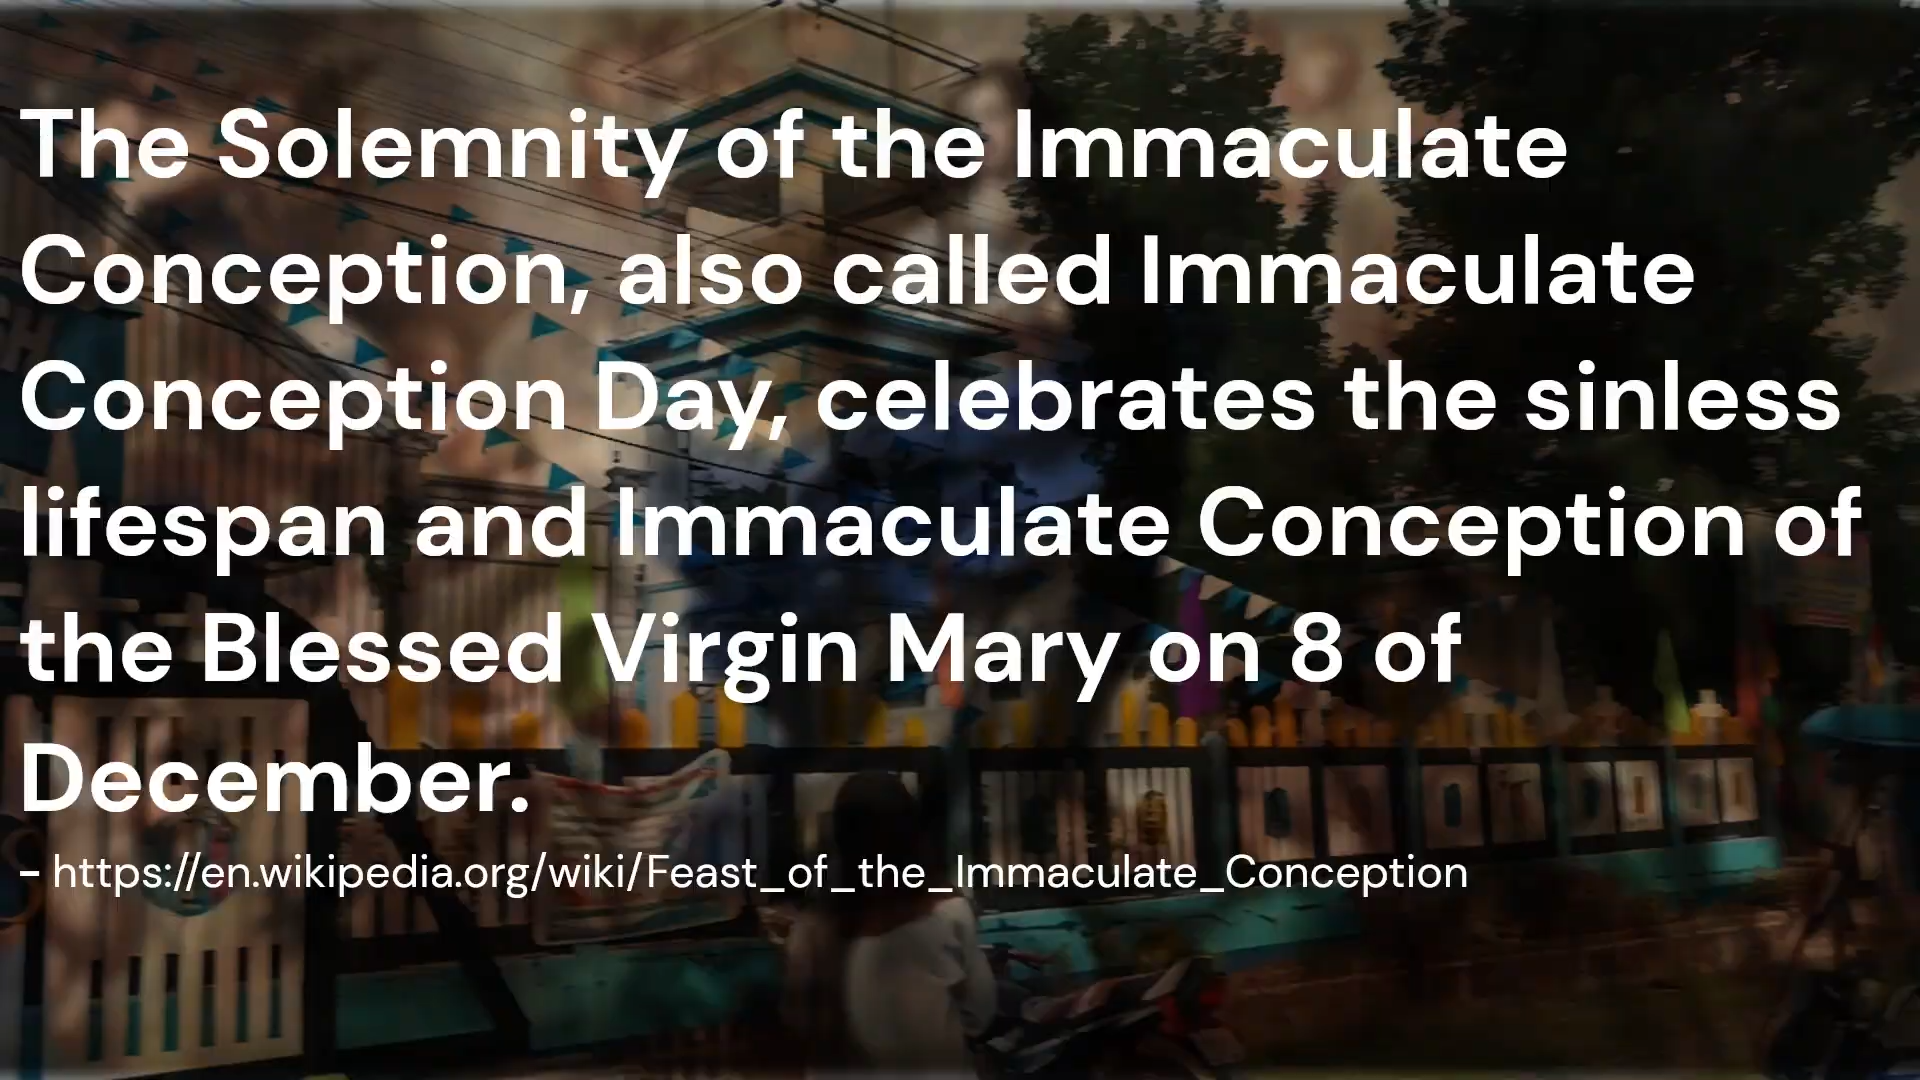 The Solemnity of the Immaculate
Conception, also called Immaculate
Conception Day, celebrates the sinless
lifespan and Immaculate Conception of
the Blessed Virgin Mary on 8 of
December.
- https://en.wikipedia.org/wiki/Feast_of_the_Immaculate_Conception